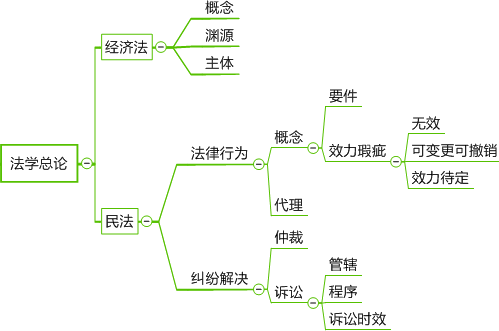 法学总论
经济法
概念
渊源
主体
民法
法律行为
概念
要件
效力瑕疵
无效
可变更可撤销
效力待定
代理
纠纷解决
仲裁
诉讼
管辖
程序
诉讼时效